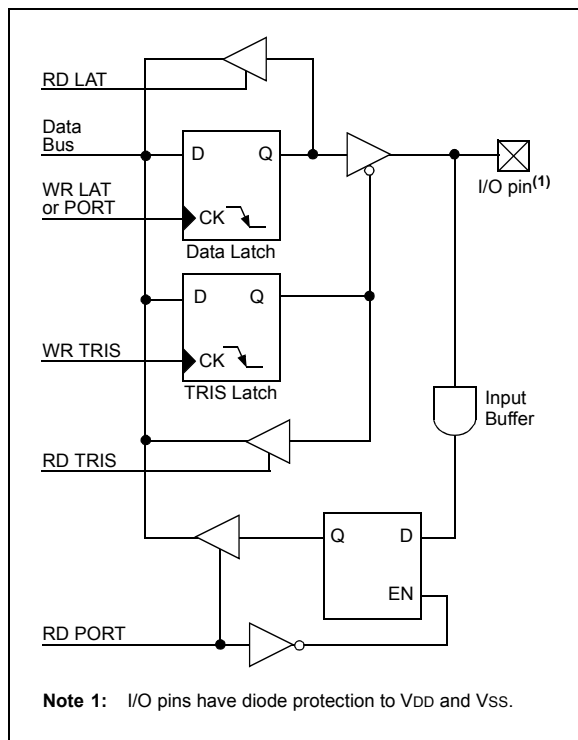 RD LAT
Data
Bus
D Q
I/O pin(1)
WR LAT
or PORT
CK
Data Latch
D Q
WR TRIS
CK
TRIS Latch
Input
Buffer
RD TRIS
Q D
EN
RD PORT
Note 1: I/O pins have diode protection to VDD and VSS.